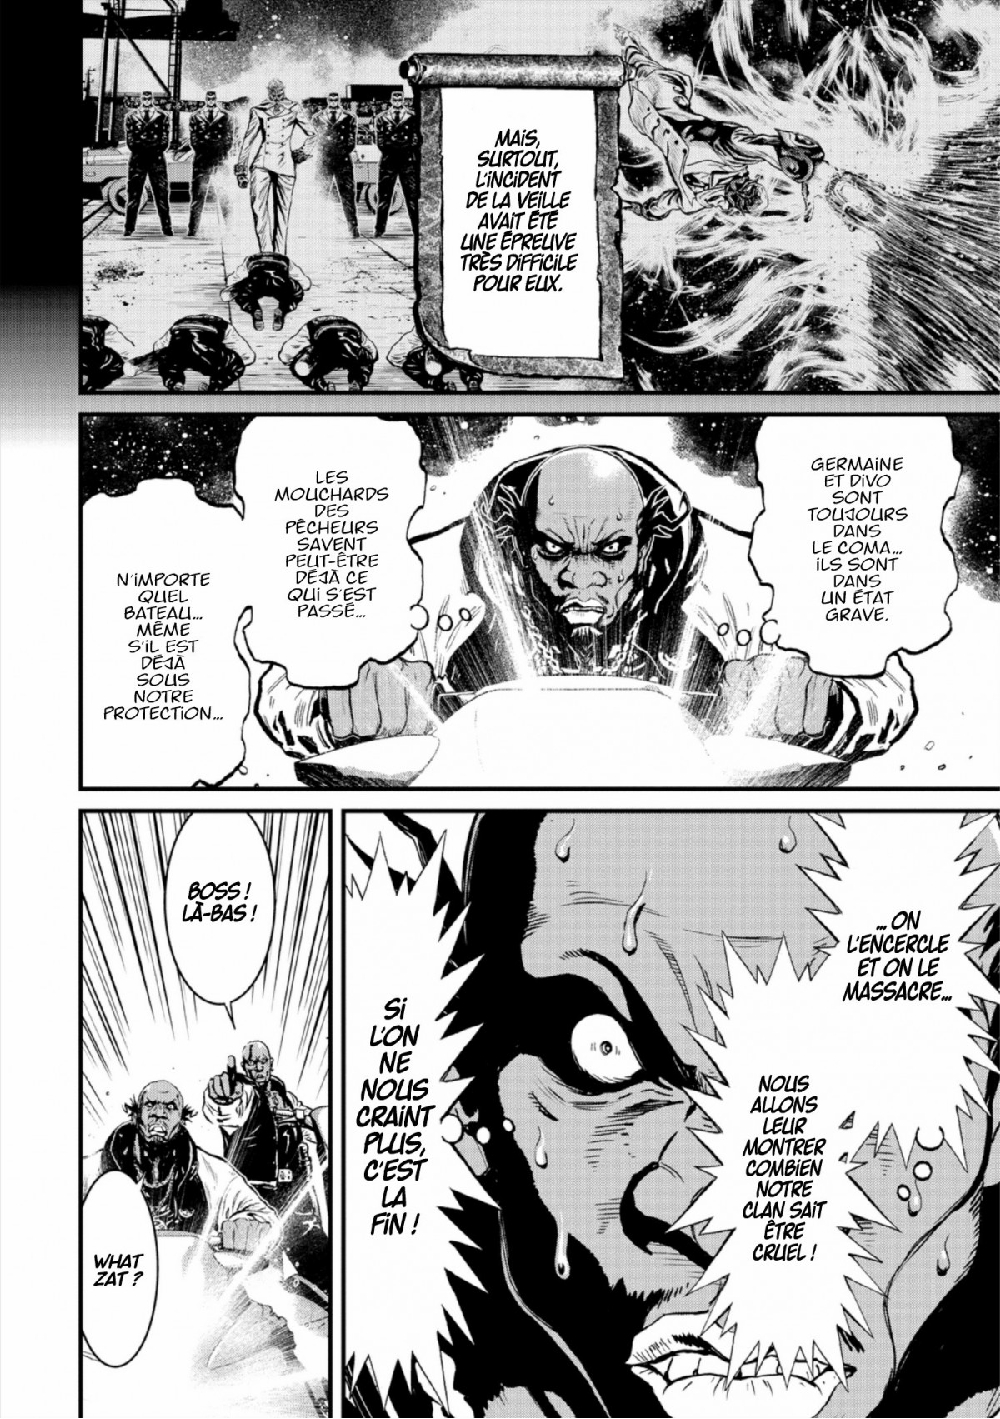 MAIS,
SURTOUT,
L'INCIDENT
DE LA VEILLE
AVAIT ÉTÉ
UNE ÉPREUVE
TRÈS DIFFICILE
POUR EUX.
GERMAINE
ET DIVO
SONT
TOUJOURS
DANS
LE COMA...
ILS SONT
DANS
UN ÉTAT
GRAVE.
LES
MOUCHARDS
DES
PÊCHEURS
SAVENT
PEUT-ÊTRE
DÉJÀ CE
QUI S'EST
PASSÉ...
N'IMPORTE
QUEL
BATEAU...
MÊME
S'IL EST
DÉJÀ
SOUS
NOTRE
PROTECTION...
... ON
L'ENCERCLE
ET ON LE
MASSACRE...
NOUS
ALLONS
LEUR
MONTRER
COMBIEN
NOTRE
CLAN SAIT
ÊTRE
CRUEL !
SI
L'ON
NE
NOUS
CRAINT
PLUS,
C'EST
LA
FIN !
BOSS !
LÀ-BAS !
WHAT
ZAT ?